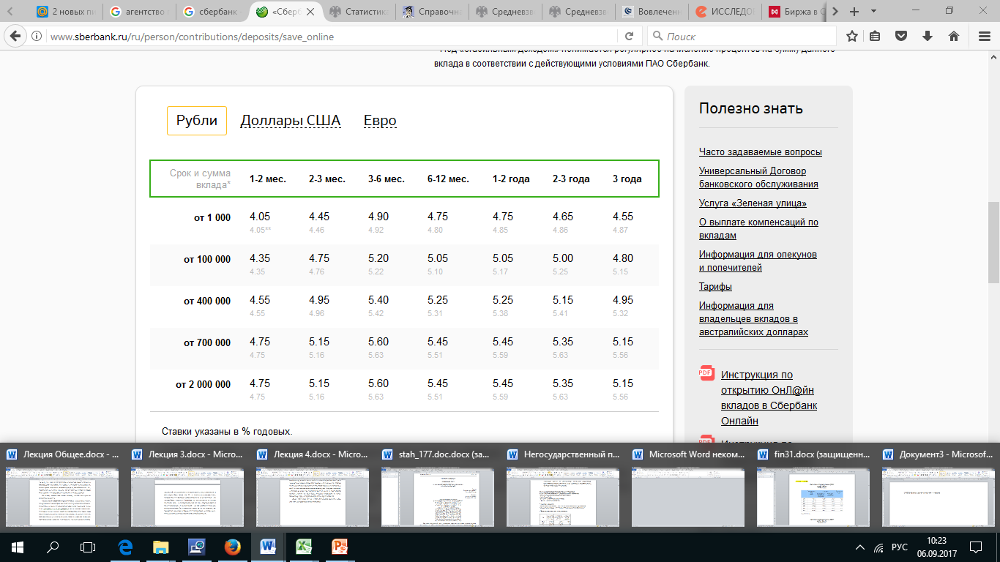 2 новых пи
агентство
сбербанк
«Сберб
Статистик
Справочн
Средневзв
Средневзв
Вовлеченн
ИССЛЕДО
Биржа в С
www.sberbank.ru/ru/person/contributions/deposits/save_online
Поиск
вклада в соответствии с действующими условиями ПАО Сбербанк.
Рубли Доллары США Евро
Срок и сумма вклада* 1-2 мес. 2-3 мес. 3-6 мес. 6-12 мес. 1-2 года 2-3 года 3 года
от 1 000 4.05 4.45 4.90 4.75 4.75 4.65 4.55
4.05** 4.46 4.92 4.80 4.85 4.86 4.87
от 100 000 4.35 4.75 5.20 5.05 5.05 5.00 4.80
4.35 4.76 5.22 5.10 5.17 5.25 5.15
от 400 000 4.55 4.95 5.40 5.25 5.25 5.15 4.95
4.55 4.96 5.42 5.31 5.38 5.41 5.32
от 700 000 4.75 5.15 5.60 5.45 5.45 5.35 5.15
4.75 5.16 5.63 5.51 5.59 5.63 5.56
от 2 000 000 4.75 5.15 5.60 5.45 5.45 5.35 5.15
4.75 5.16 5.63 5.51 5.59 5.63 5.56
Ставки указаны в % годовых.
Полезно знать
Часто задаваемые вопросы
Универсальный Договор
банковского обслуживания
Услуга «Зеленая улица»
О выплате компенсаций по
вкладам
Информация для опекунов
и попечителей
Тарифы
Информация для
владельцев вкладов в
австралийских долларах
PDF
Инструкция по
открытию ОнЛ@йн
вкладов в Сбербанк
Онлайн
Лекция Общее.docx - ...
Лекция 3.docx - Micro...
Лекция 4.docx - Micro...
stah_177.doc.docx (за...
Негосударственный п...
Microsoft Word неком...
fin31.docx (защищенн...
Документ3 - Microsof...
РУС
10:23
06.09.2017